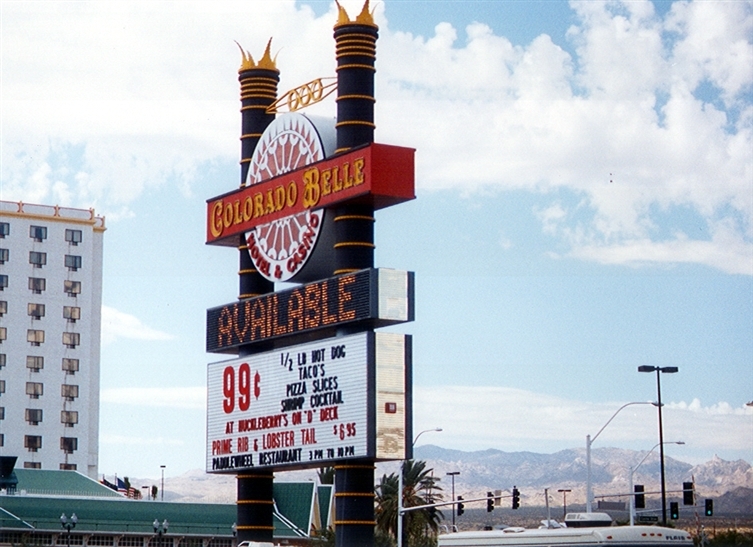 COLORADO BELLE
HOTEL & CASINO
AVAILABLE
99¢
1/2 LB HOT DOG
TACO'S
PIZZA SLICES
SHRIMP COCKTAIL
AT HUCKLEBERRY'S ON "D" DECK
PRIME RIB & LOBSTER TAIL $6.95
PADDLEWHEEL RESTAURANT 3 PM TO 10 PM